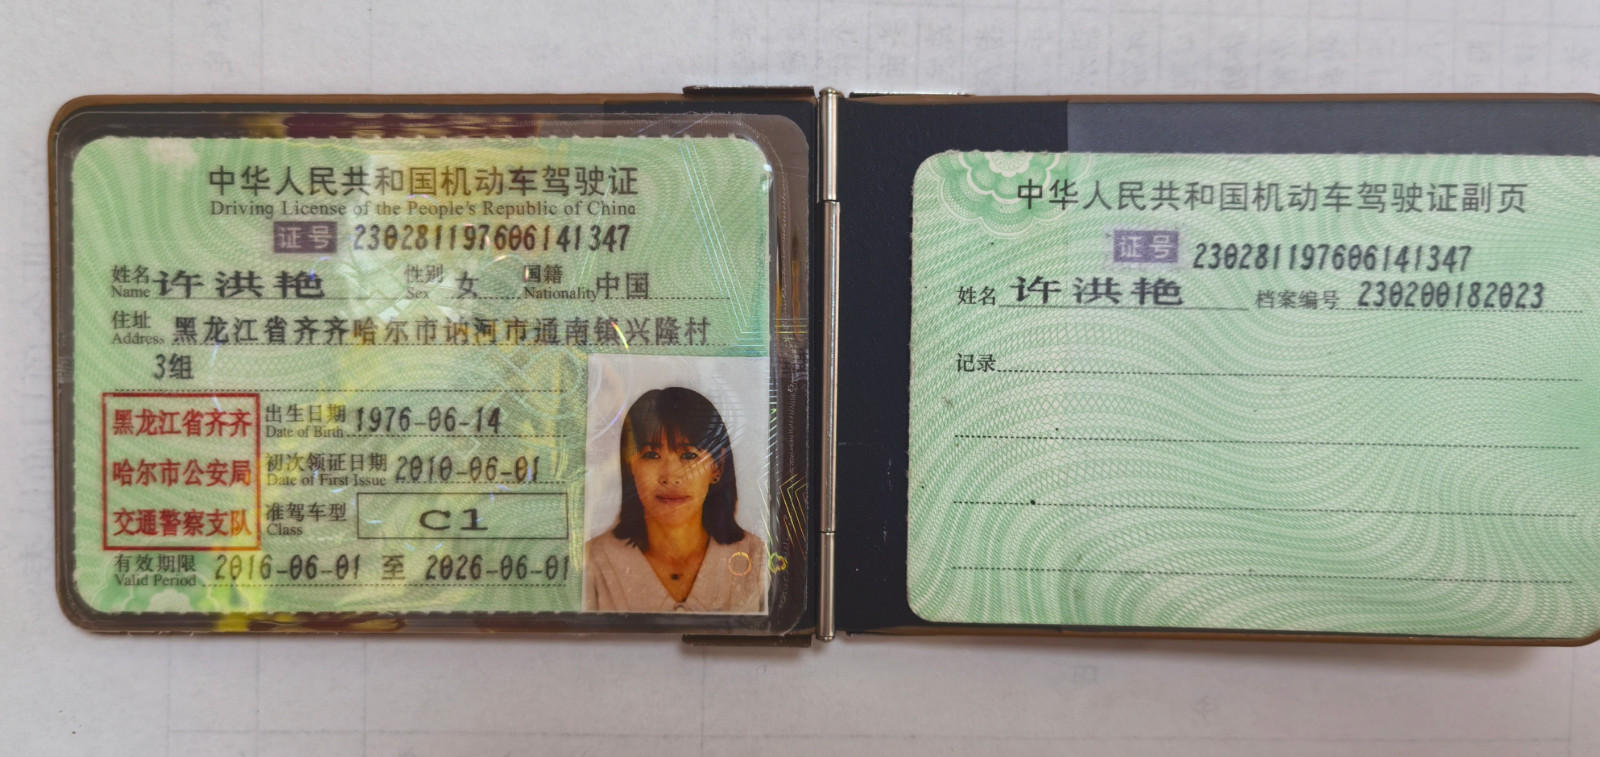 中华人民共和国机动车驾驶证
Driving License of the People's Republic of China
证号 230281197606141347
姓名 许洪艳 性别 女 国籍 中国
Name Sex Nationality
住址 黑龙江省齐齐哈尔市讷河市通南镇兴隆村
Address
3组
黑龙江省齐齐
哈尔市公安局
交通警察支队
出生日期 1976-06-14
Date of Birth
初次领证日期 2010-06-01
Date of First Issue
准驾车型 C1
Class
有效期限 2016-06-01 至 2026-06-01
Valid Period
中华人民共和国机动车驾驶证副页
证号 230281197606141347
姓名 许洪艳 档案编号 230200182023
记录